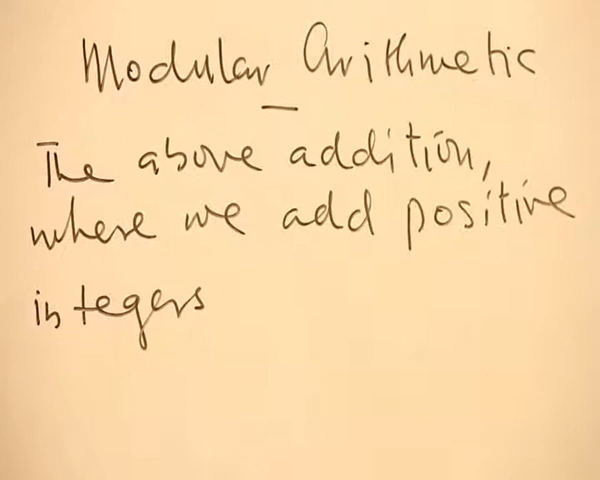 Modular Arithmetic
The above addition,
where we add positive
integers